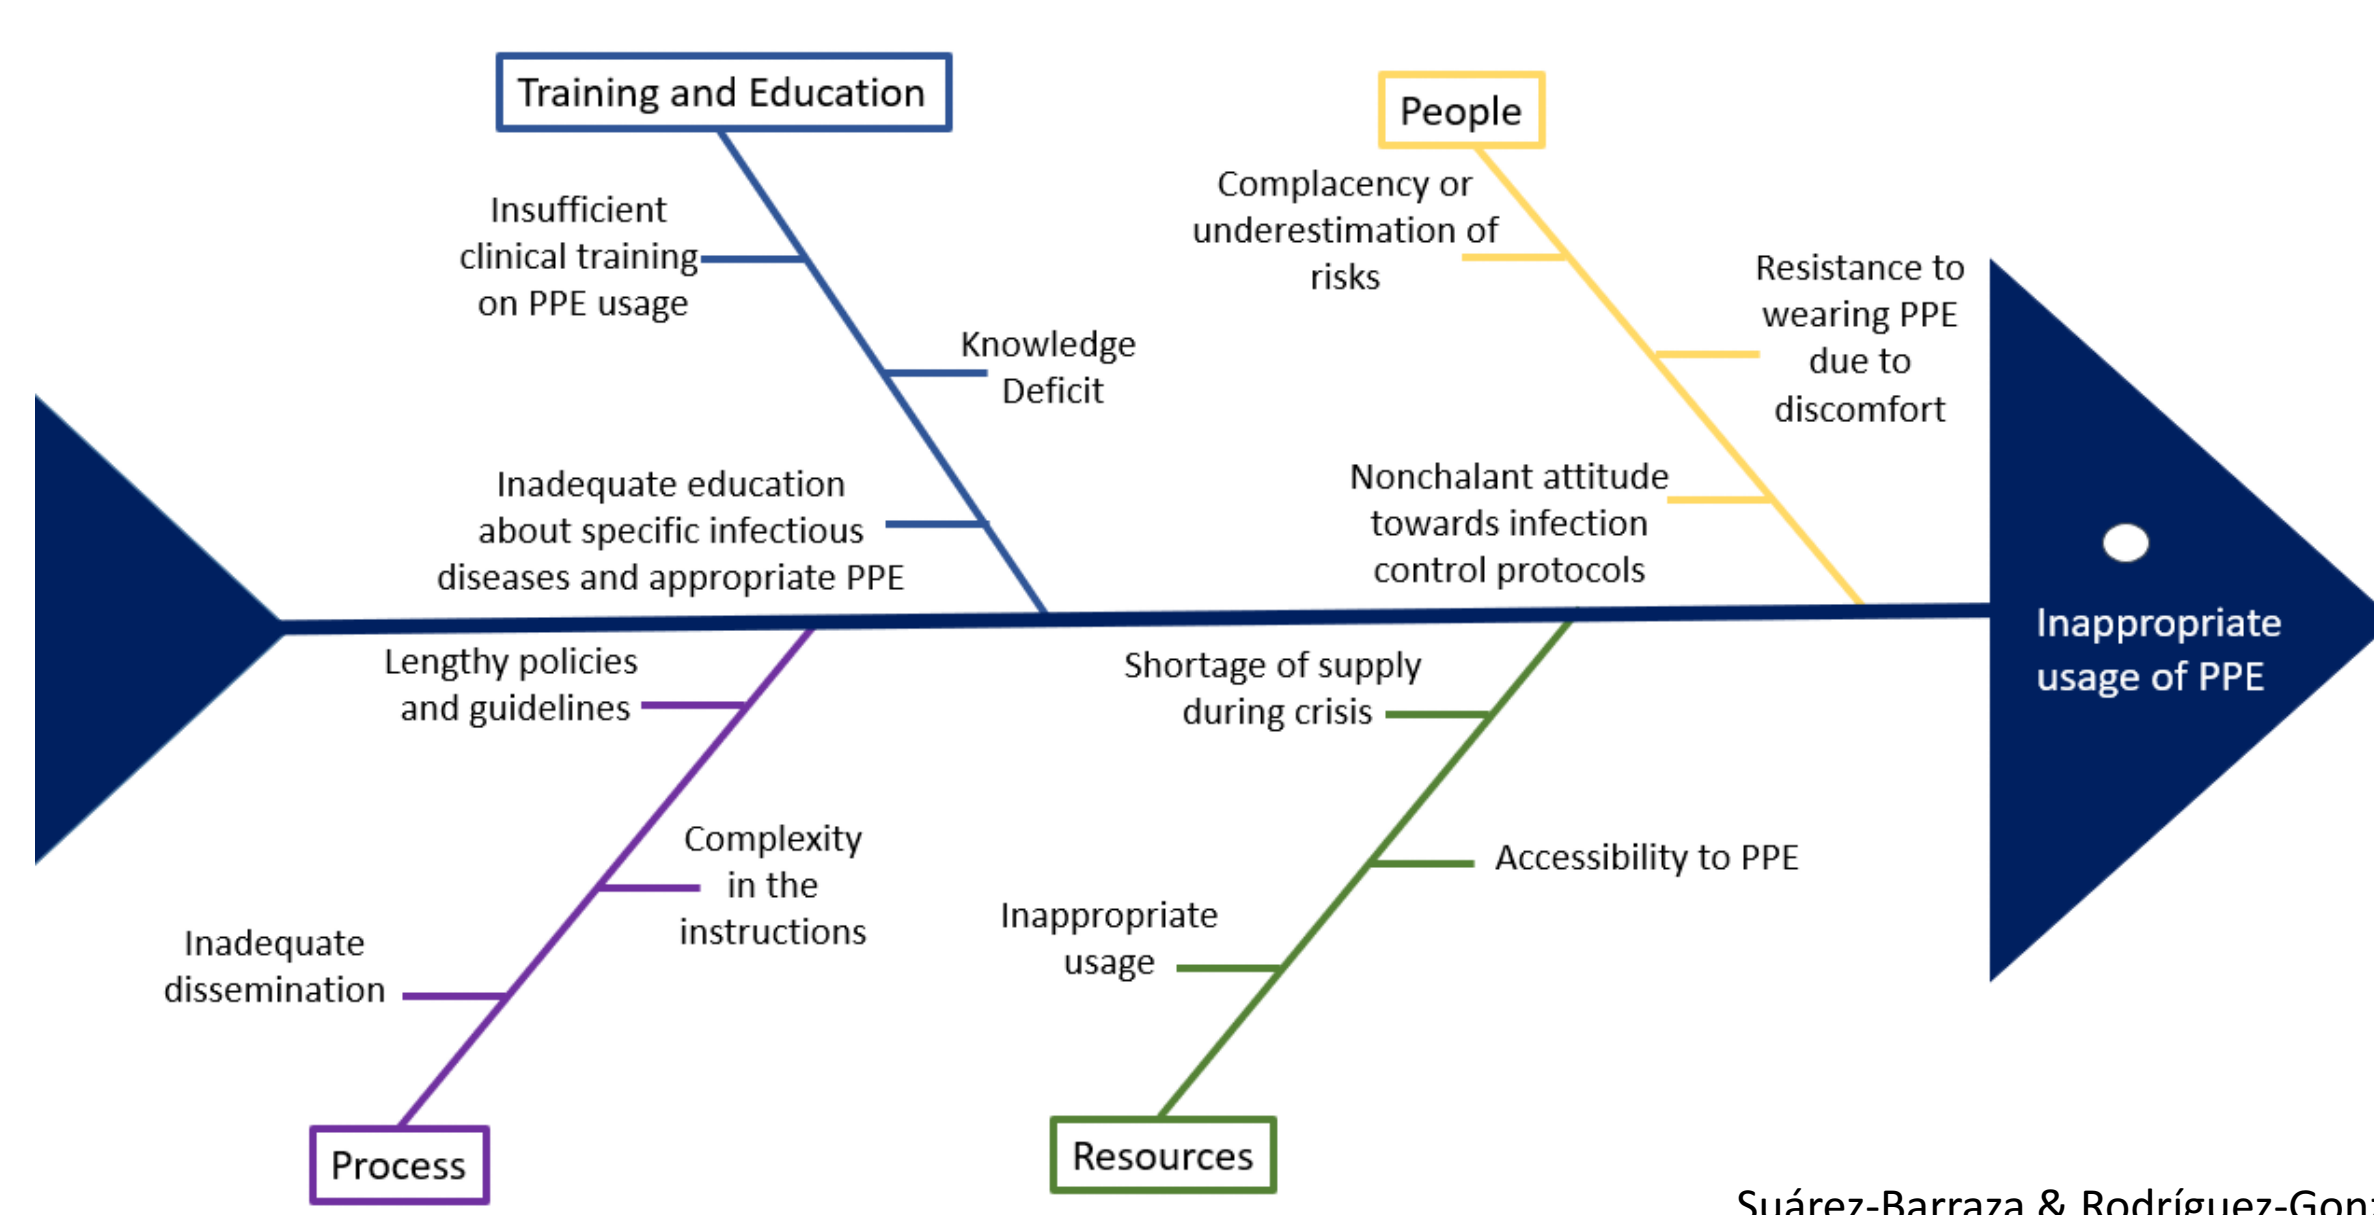 Training and Education
People
Insufficient
clinical training
on PPE usage
Knowledge
Deficit
Inadequate education
about specific infectious
diseases and appropriate PPE
Complacency or
underestimation of
risks
Resistance to
wearing PPE
due to
discomfort
Nonchalant attitude
towards infection
control protocols
Inappropriate
usage of PPE
Lengthy policies
and guidelines
Complexity
in the
instructions
Inadequate
dissemination
Process
Shortage of supply
during crisis
Accessibility to PPE
Inappropriate
usage
Resources
Suárez-Barraza & Rodríguez-